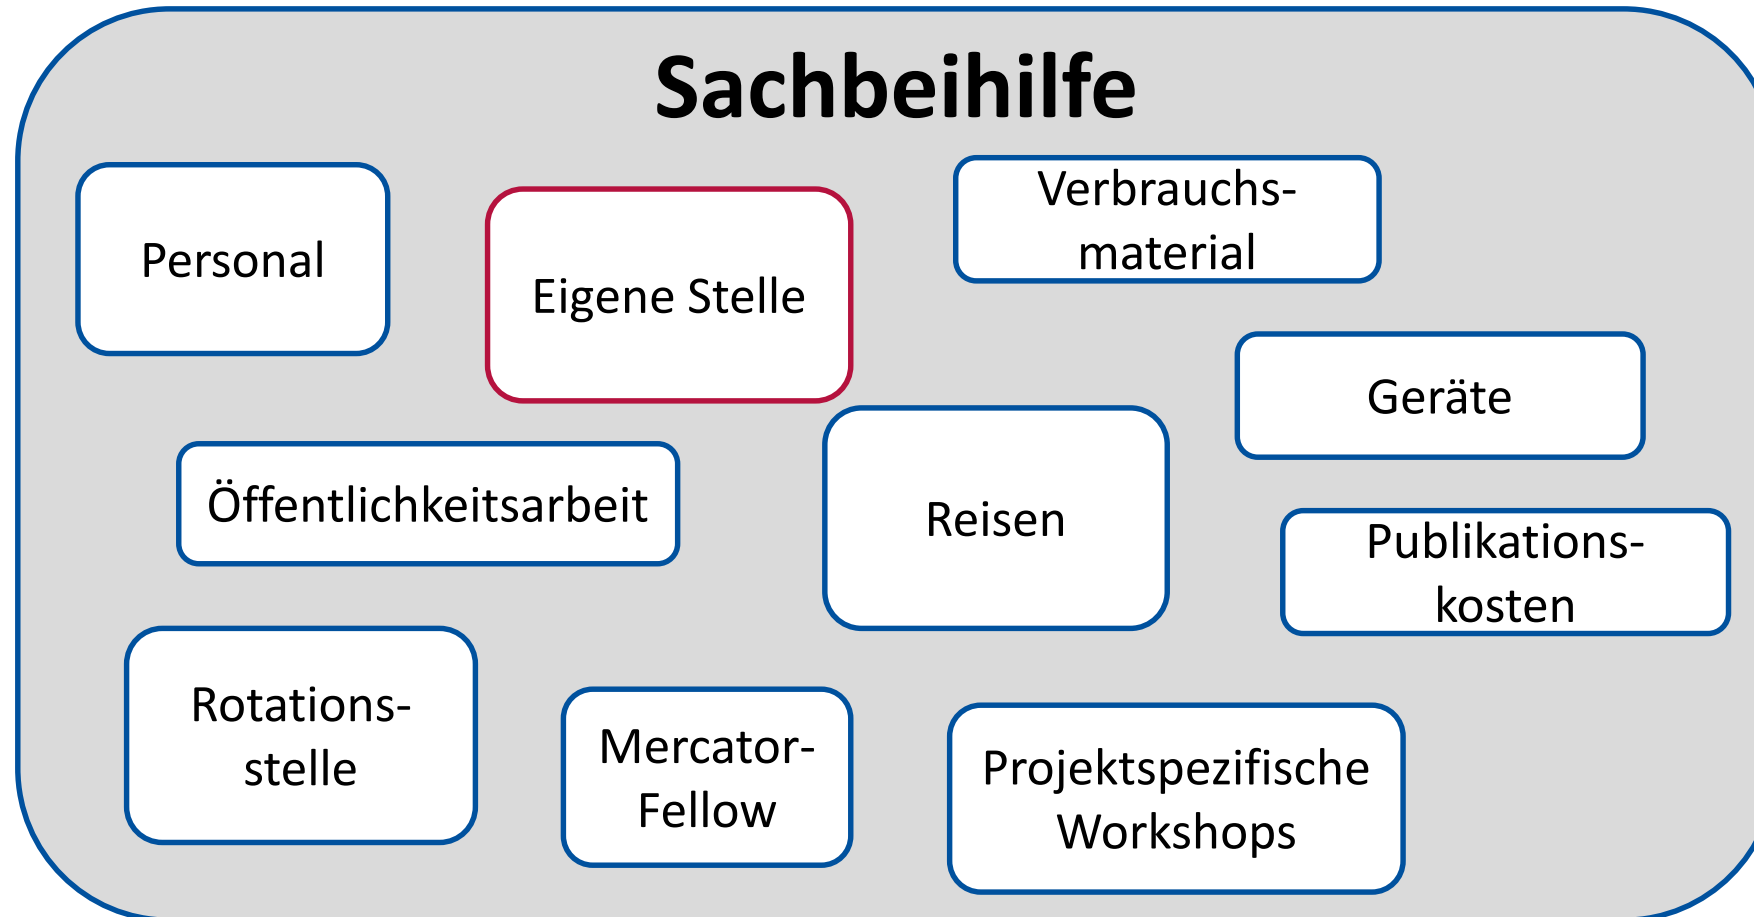 Sachbeihilfe
Personal
Eigene Stelle
Verbrauchs-
material
Geräte
Öffentlichkeitsarbeit
Reisen
Publikations-
kosten
Rotations-
stelle
Mercator-
Fellow
Projektspezifische
Workshops